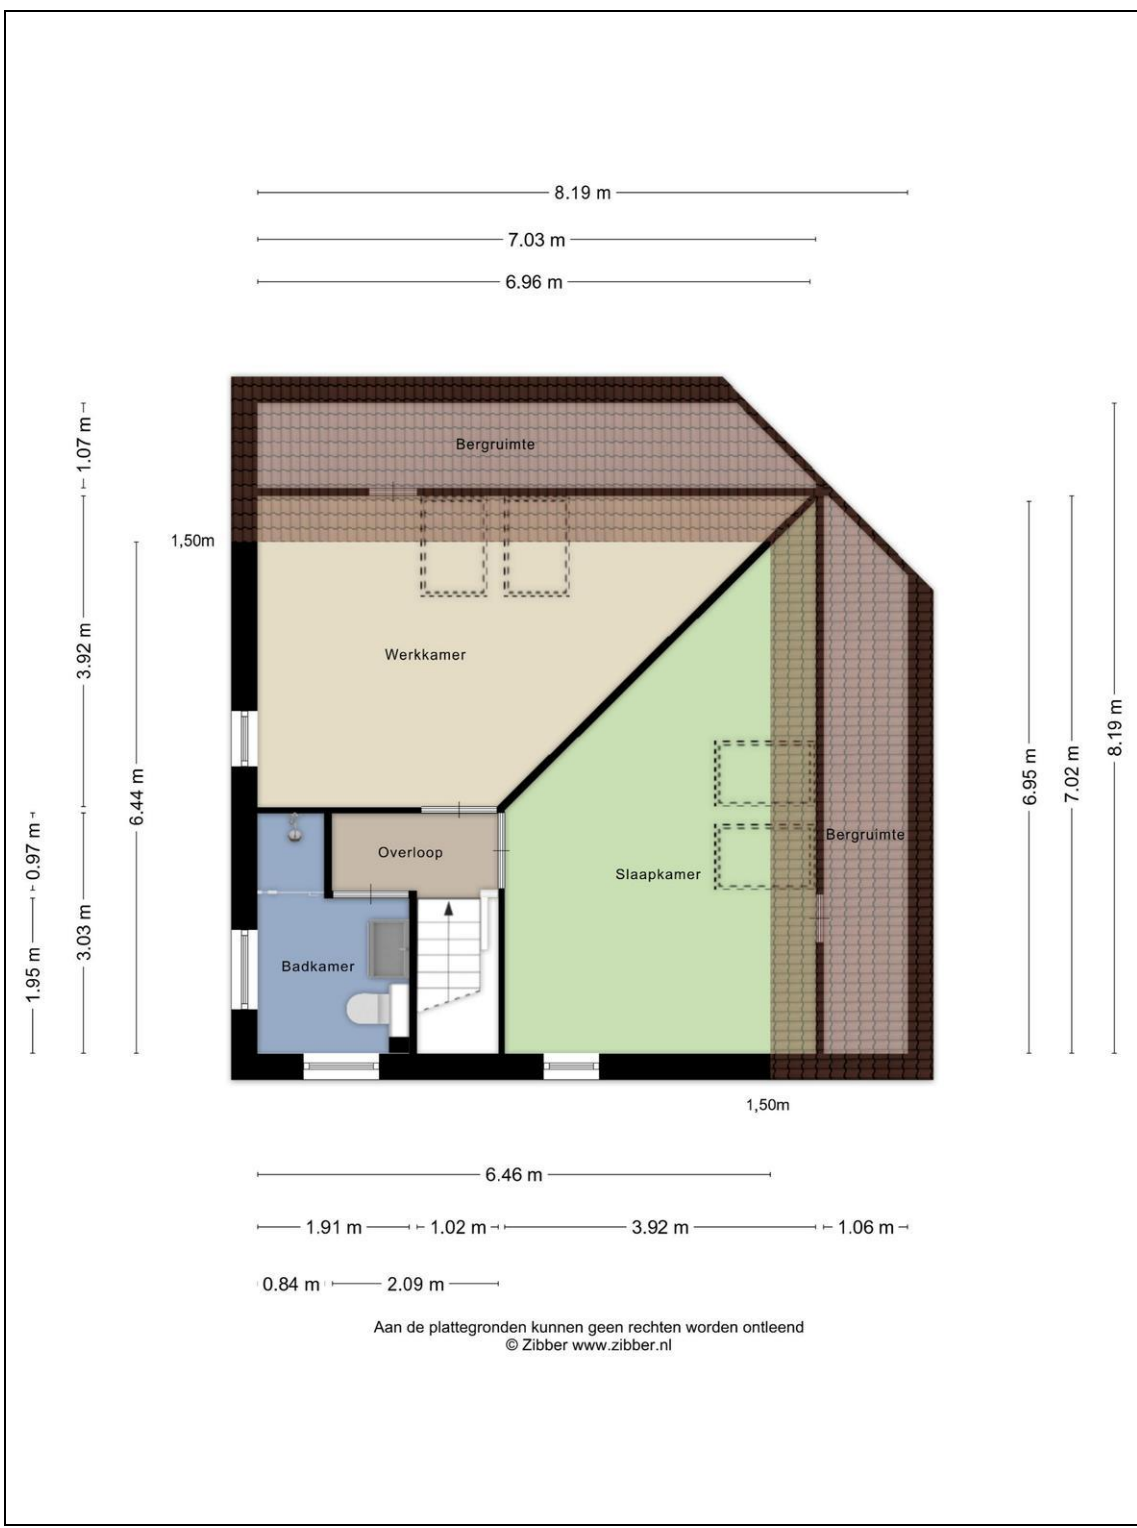 8.19 m
7.03 m
6.96 m
1.07 m
Bergruimte
1,50m
3.92 m
Werkkamer
6.44 m
6.95 m
7.02 m
8.19 m
0.97 m
Overloop
Bergruimte
Slaapkamer
3.03 m
1.95 m
Badkamer
1,50m
6.46 m
1.91 m
1.02 m
3.92 m
1.06 m
0.84 m
2.09 m
Aan de plattegronden kunnen geen rechten worden ontleend
© Zibber www.zibber.nl